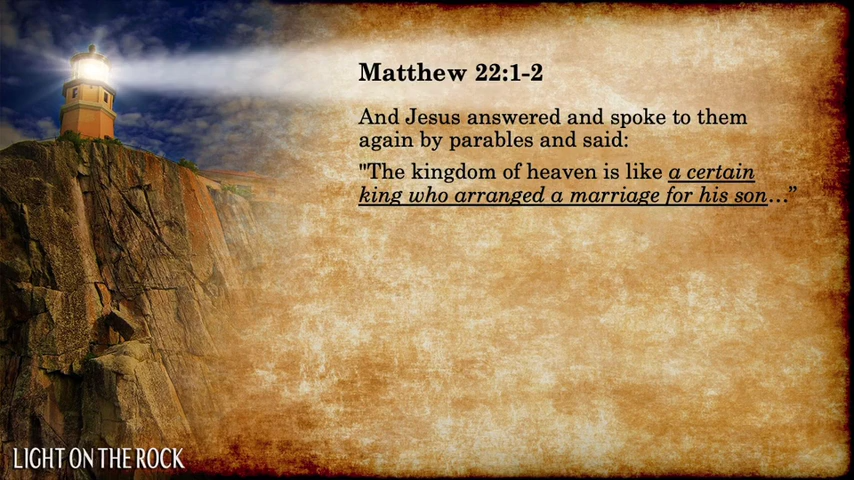 Matthew 22:1-2
And Jesus answered and spoke to them
again by parables and said:
"The kingdom of heaven is like a certain
king who arranged a marriage for his son…”
LIGHT ON THE ROCK